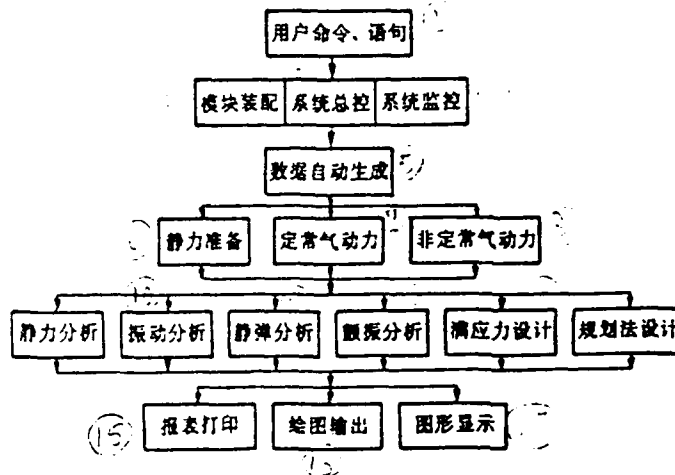 用户命令、语句
模块装配 系统总控 系统监控
数据自动生成
静力准备 定常气动力 非定常气动力
静力分析 振动分析 静弹分析 颤振分析 满应力设计 规划法设计
报表打印 绘图输出 图形显示
15